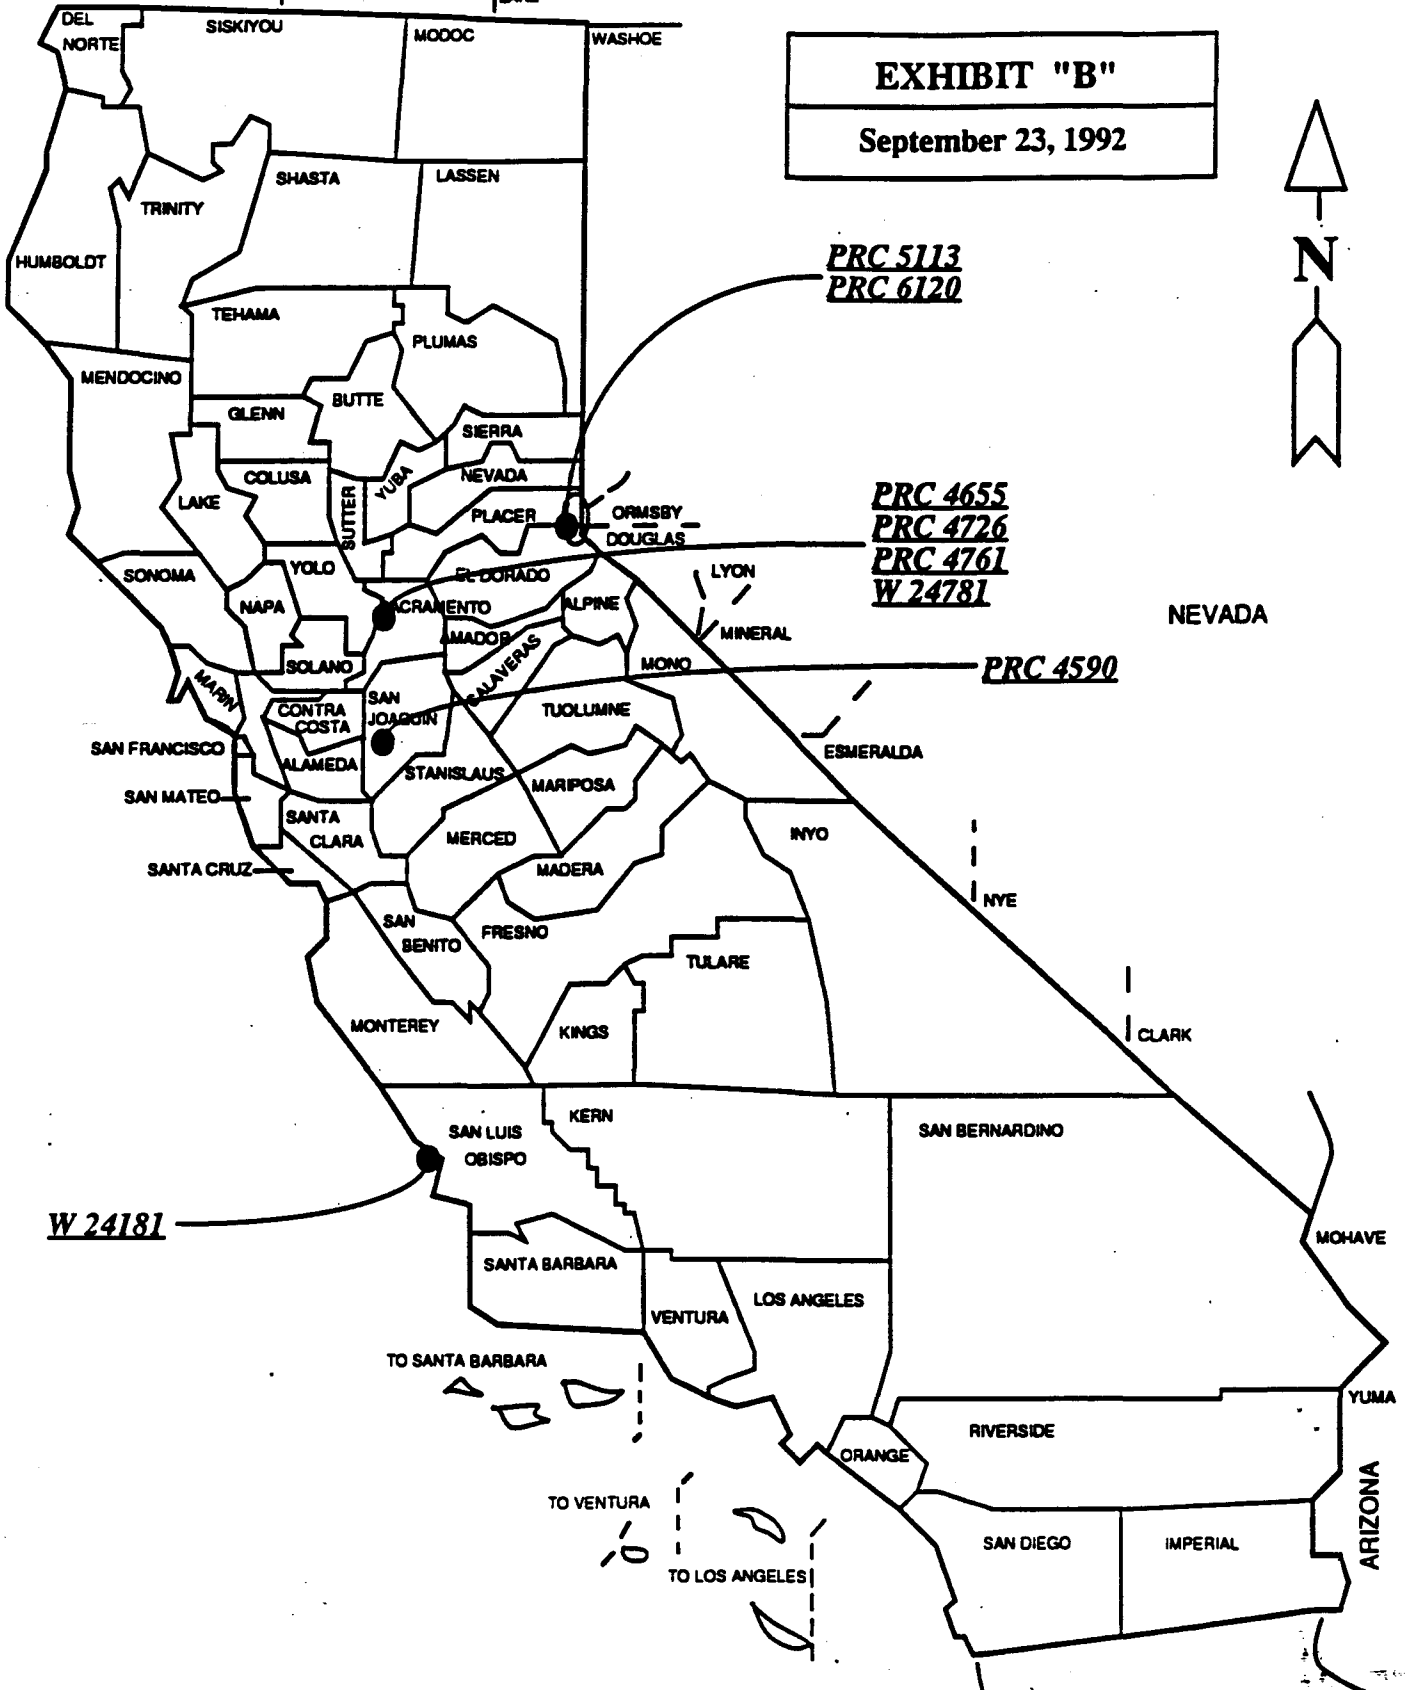 DEL
NORTE
SISKIYOU
MODOC
WASHOE
EXHIBIT "B"
September 23, 1992
SHASTA
LASSEN
TRINITY
HUMBOLDT
N
PRC 5113
PRC 6120
TEHAMA
PLUMAS
MENDOCINO
BUTTE
GLENN
SIERRA
COLUSA
YUBA
NEVADA
LAKE
SUTTER
PLACER
ORMSBY
DOUGLAS
PRC 4655
PRC 4726
PRC 4761
W 24781
SONOMA
YOLO
EL DORADO
LYON
NAPA
SACRAMENTO
ALPINE
NEVADA
AMADOR
MINERAL
SOLANO
CALAVERAS
MONO
PRC 4590
MARIN
SAN
JOAQUIN
CONTRA
COSTA
TUOLUMNE
SAN FRANCISCO
ESMERALDA
ALAMEDA
STANISLAUS
MARIPOSA
SAN MATEO
SANTA
CLARA
MERCED
INYO
SANTA CRUZ
MADERA
NYE
SAN
BENITO
FRESNO
TULARE
MONTEREY
KINGS
CLARK
KERN
SAN LUIS
OBISPO
SAN BERNARDINO
W 24181
MOHAVE
SANTA BARBARA
LOS ANGELES
VENTURA
TO SANTA BARBARA
YUMA
RIVERSIDE
ORANGE
TO VENTURA
ARIZONA
SAN DIEGO
IMPERIAL
TO LOS ANGELES